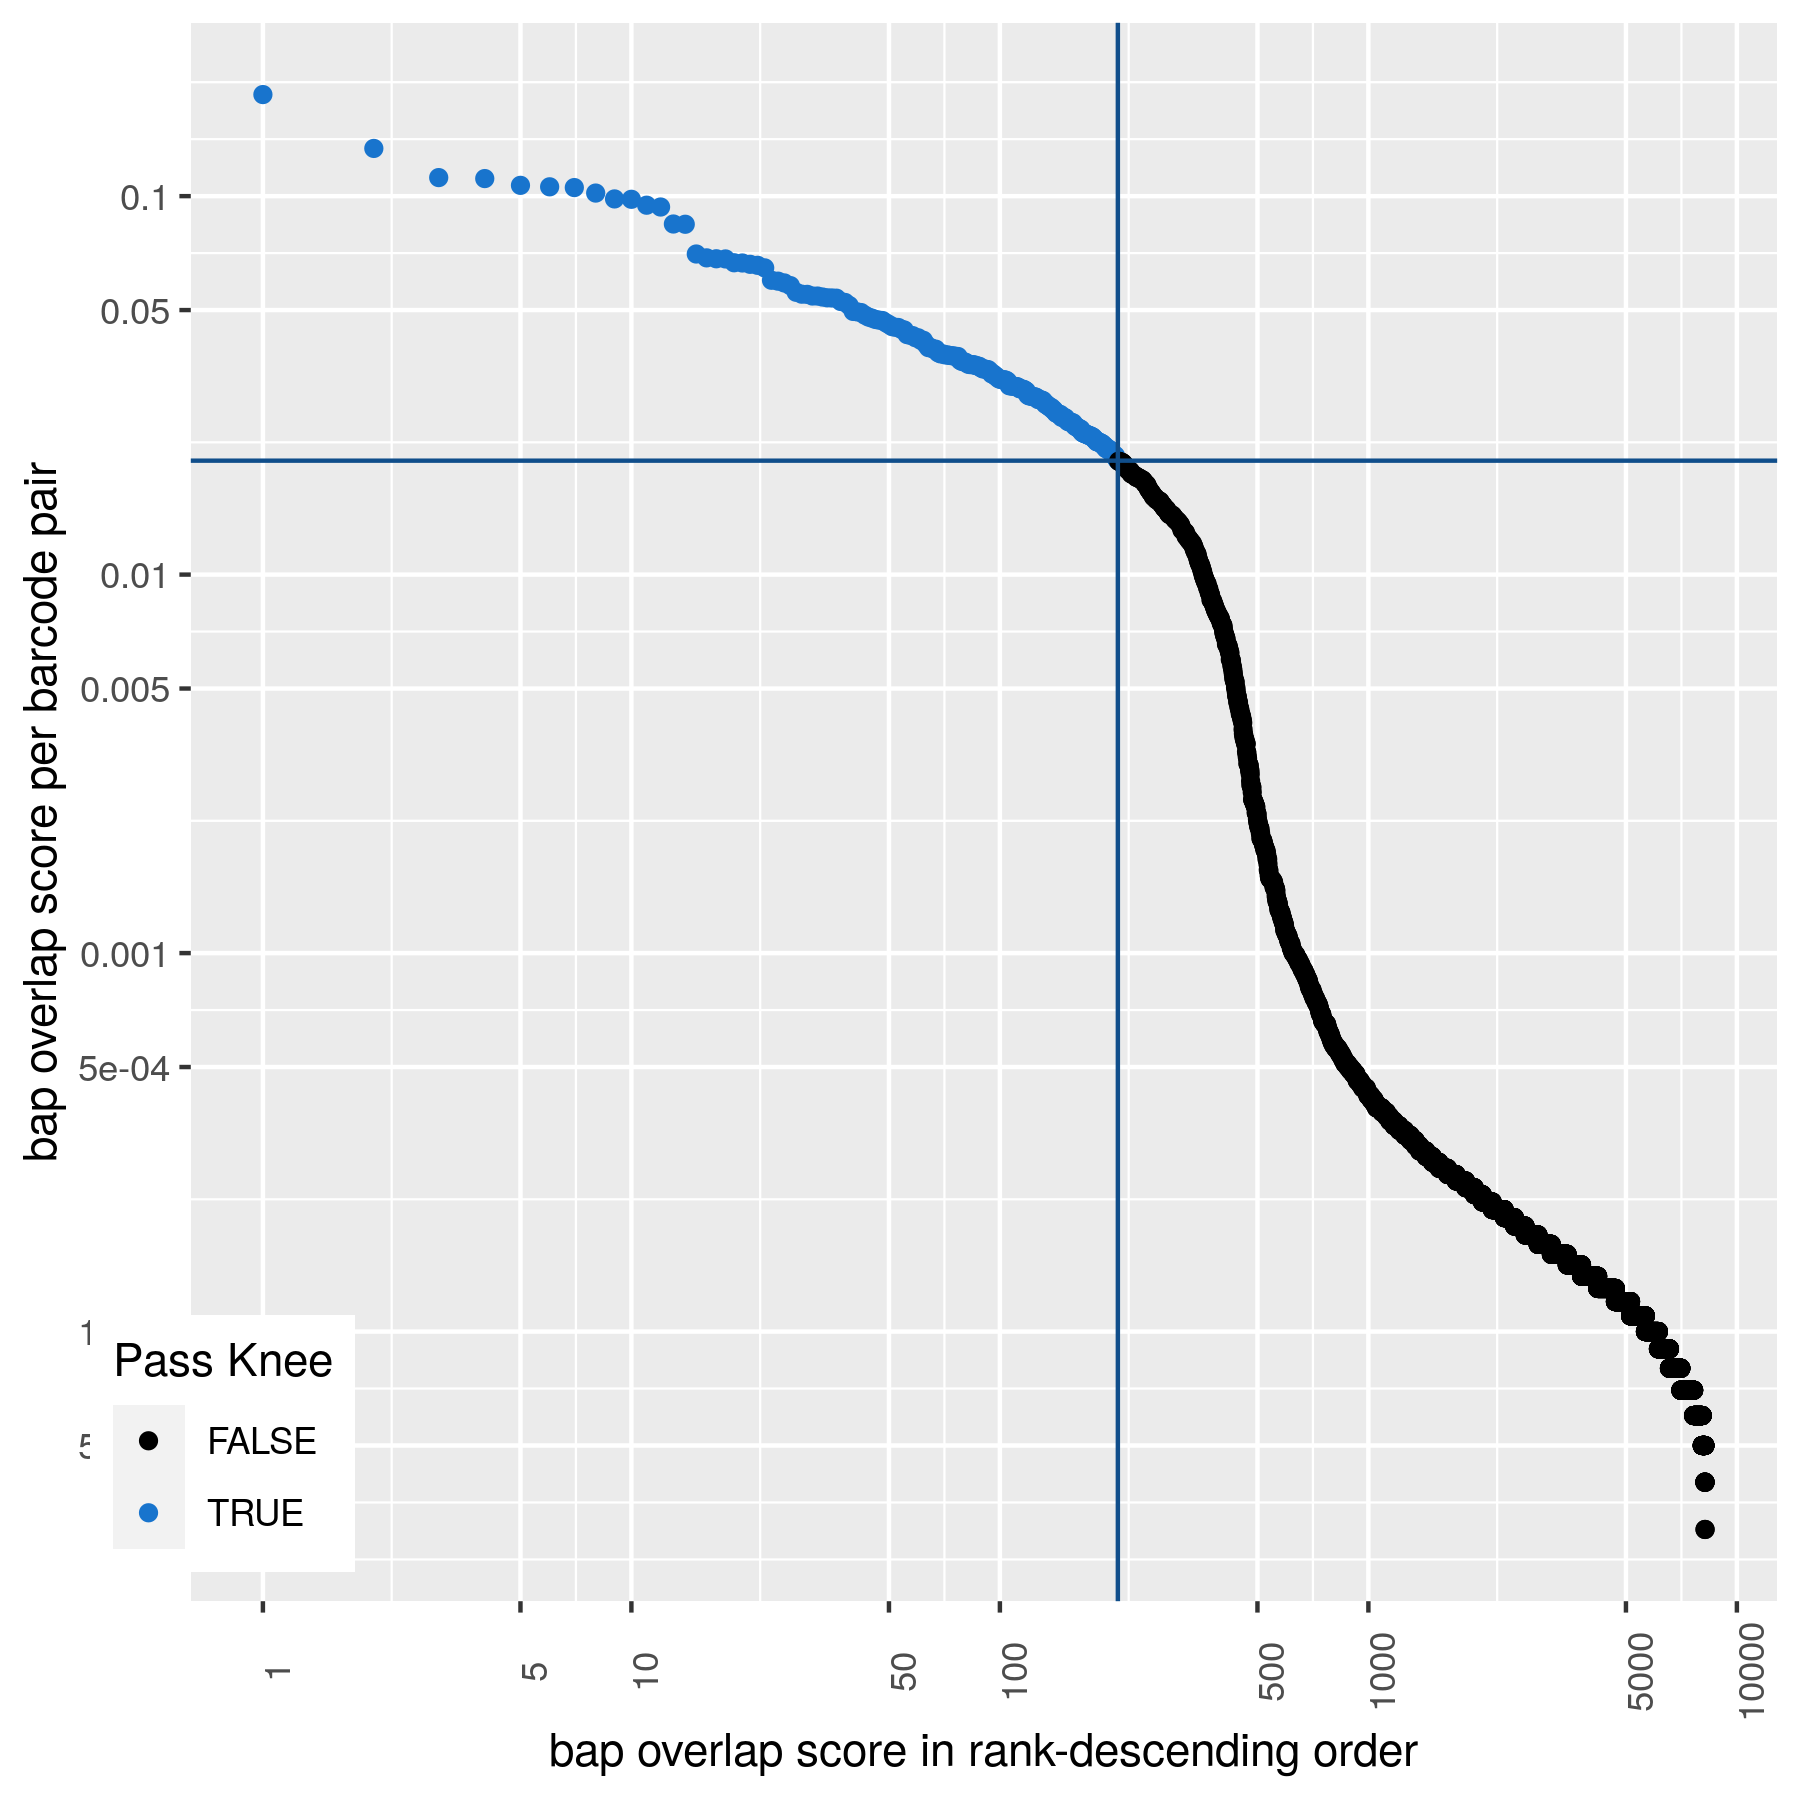 bap overlap score per barcode pair
0.1
0.05
0.01
0.005
0.001
5e-04
1
Pass Knee
FALSE
TRUE
1
5
10
50
100
500
1000
5000
10000
bap overlap score in rank-descending order